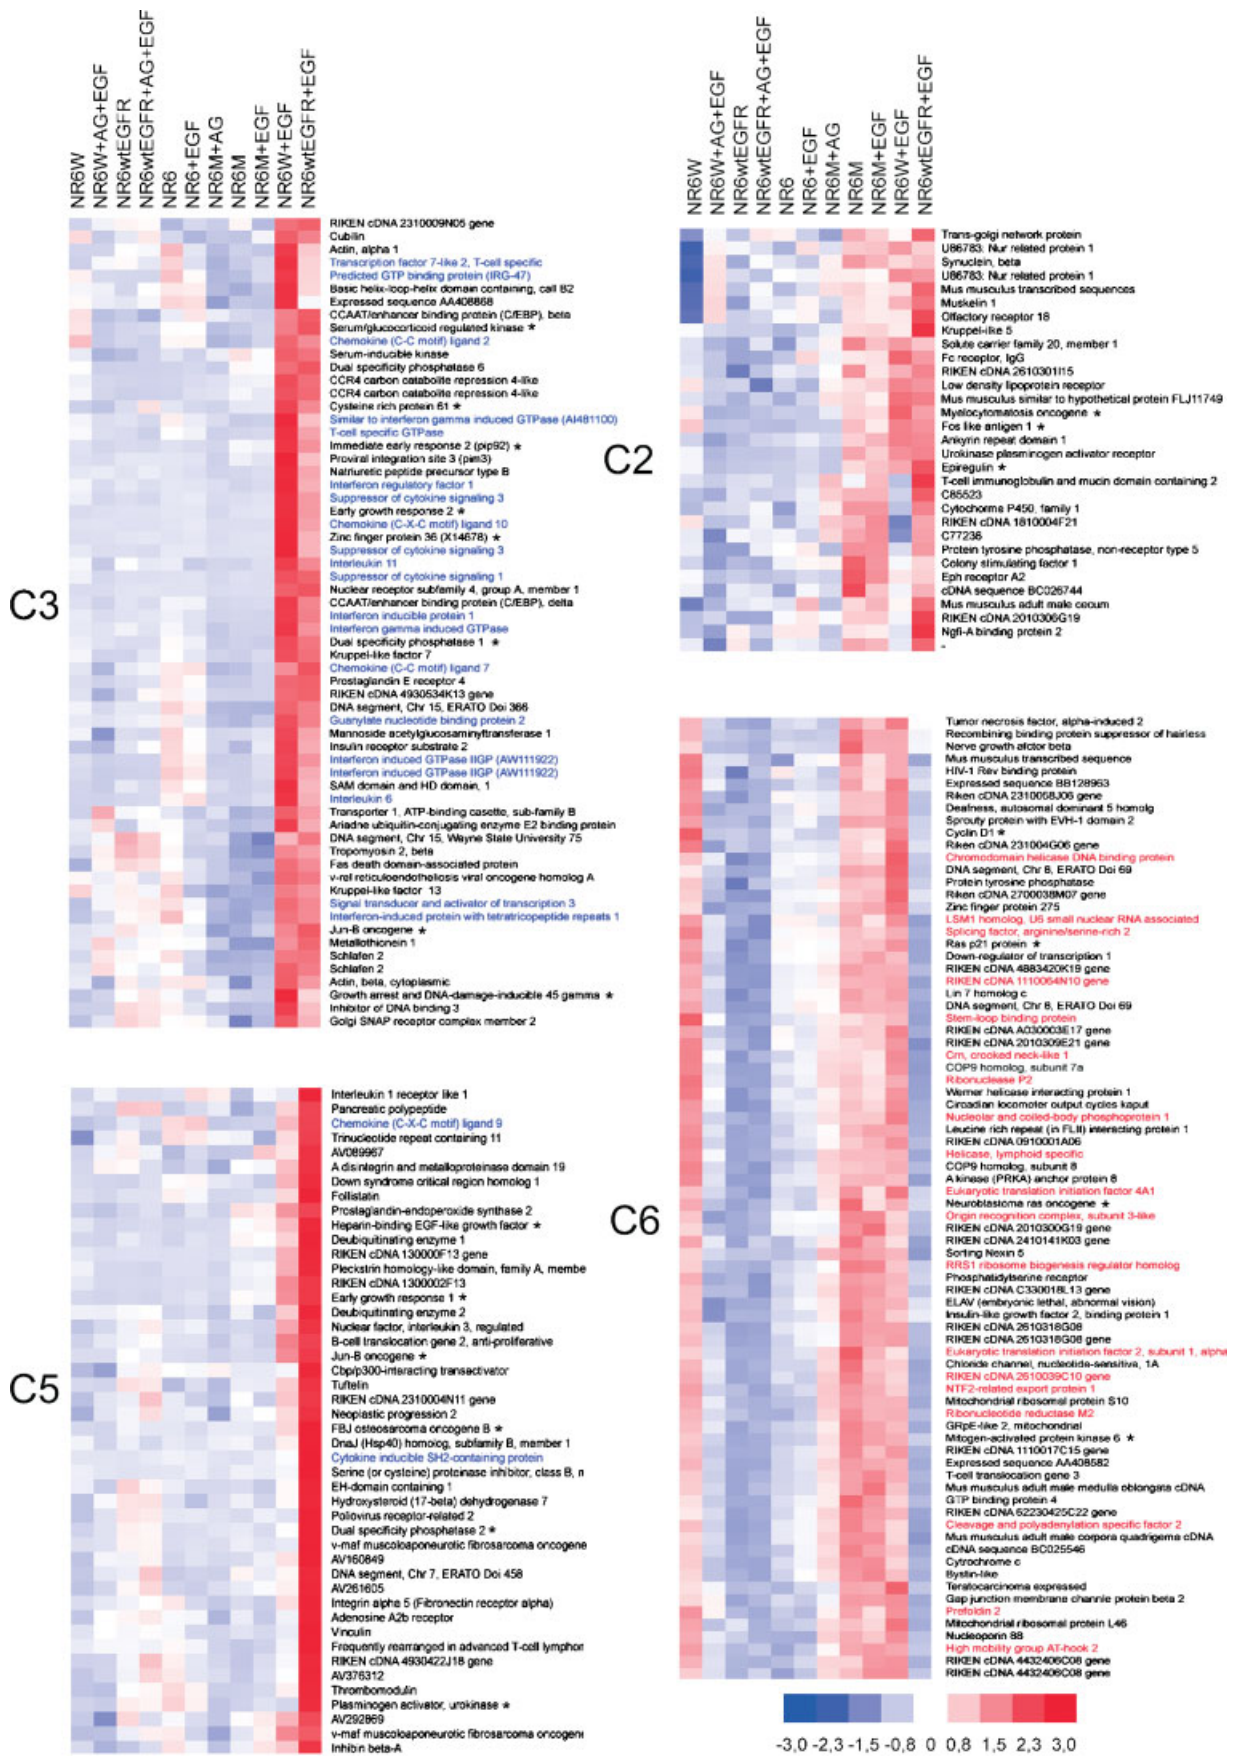 NR6W
NR6W+AG+EGF
NR6wtEGFR
NR6wtEGFR+AG+EGF
NR6
NR6+EGF
NR6M+AG
NR6M
NR6M+EGF
NR6W+EGF
NR6wtEGFR+EGF
C3
RIKEN cDNA 2310009N05 gene
Cubilin
Actin, alpha 1
Transcription factor 7-like 2, T-cell specific
Predicted GTP binding protein (IRG-47)
Basic helix-loop-helix domain containing, call B2
Expressed sequence AA408868
CCAAT/enhancer binding protein (C/EBP), beta
Serum/glucocorticoid regulated kinase *
Chemokine (C-C motif) ligand 2
Serum-inducible kinase
Dual specificity phosphatase 6
CCR4 carbon catabolite repression 4-like
CCR4 carbon catabolite repression 4-like
Cysteine rich protein 61 *
Similar to interferon gamma induced GTPase (AI481100)
T-cell specific GTPase
Immediate early response 2 (pip92) *
Proviral integration site 3 (pim3)
Natriuretic peptide precursor type B
Interferon regulatory factor 1
Suppressor of cytokine signaling 3
Early growth response 2 *
Chemokine (C-X-C motif) ligand 10
Zinc finger protein 36 (X14678) *
Suppressor of cytokine signaling 3
Interleukin 11
Suppressor of cytokine signaling 1
Nuclear receptor subfamily 4, group A, member 1
CCAAT/enhancer binding protein (C/EBP), delta
Interferon inducible protein 1
Interferon gamma induced GTPase
Dual specificity phosphatase 1 *
Kruppel-like factor 7
Chemokine (C-C motif) ligand 7
Prostaglandin E receptor 4
RIKEN cDNA 4930534K13 gene
DNA segment, Chr 15, ERATO Doi 366
Guanylate nucleotide binding protein 2
Mannoside acetylglucosaminyltransferase 1
Insulin receptor substrate 2
Interferon induced GTPase IIGP (AW111922)
Interferon induced GTPase IIGP (AW111922)
SAM domain and HD domain, 1
Interleukin 6
Transporter 1, ATP-binding casette, sub-family B
Ariadne ubiquitin-conjugating enzyme E2 binding protein
DNA segment, Chr 15, Wayne State University 75
Tropomyosin 2, beta
Fas death domain-associated protein
v-rel reticuloendotheliosis viral oncogene homolog A
Kruppel-like factor 13
Signal transducer and activator of transcription 3
Interferon-induced protein with tetratricopeptide repeats 1
Jun-B oncogene *
Metallothionein 1
Schlafen 2
Schlafen 2
Actin, beta, cytoplasmic
Growth arrest and DNA-damage-inducible 45 gamma *
Inhibitor of DNA binding 3
Golgi SNAP receptor complex member 2
C5
Interleukin 1 receptor like 1
Pancreatic polypeptide
Chemokine (C-X-C motif) ligand 9
Trinucleotide repeat containing 11
AV089967
A disintegrin and metalloproteinase domain 19
Down syndrome critical region homolog 1
Follistatin
Prostaglandin-endoperoxide synthase 2
Heparin-binding EGF-like growth factor *
Deubiquitinating enzyme 1
RIKEN cDNA 130000F13 gene
Pleckstrin homology-like domain, family A, membe
RIKEN cDNA 1300002F13
Early growth response 1 *
Deubiquitinating enzyme 2
Nuclear factor, interleukin 3, regulated
B-cell translocation gene 2, anti-proliferative
Jun-B oncogene *
Cbp/p300-interacting transactivator
Tuftelin
RIKEN cDNA 2310004N11 gene
Neoplastic progression 2
FBJ osteosarcoma oncogene B *
DnaJ (Hsp40) homolog, subfamily B, member 1
Cytokine inducible SH2-containing protein
Serine (or cysteine) proteinase inhibitor, class B, n
EH-domain containing 1
Hydroxysteroid (17-beta) dehydrogenase 7
Poliovirus receptor-related 2
Dual specificity phosphatase 2 *
v-maf muscoloaponeurotic fibrosarcoma oncogene
AV160849
DNA segment, Chr 7, ERATO Doi 458
AV261605
Integrin alpha 5 (Fibronectin receptor alpha)
Adenosine A2b receptor
Vinculin
Frequently rearranged in advanced T-cell lymphon
RIKEN cDNA 4930422J18 gene
AV376312
Thrombomodulin
Plasminogen activator, urokinase *
AV292869
v-maf muscoloaponeurotic fibrosarcoma oncogene
Inhibin beta-A
NR6W
NR6W+AG+EGF
NR6wtEGFR
NR6wtEGFR+AG+EGF
NR6
NR6+EGF
NR6M+AG
NR6M
NR6M+EGF
NR6W+EGF
NR6wtEGFR+EGF
C2
Trans-golgi network protein
U86783: Nur related protein 1
Synuclein, beta
U86783: Nur related protein 1
Mus musculus transcribed sequences
Muskelin 1
Olfactory receptor 18
Kruppel-like 5
Solute carrier family 20, member 1
Fc receptor, IgG
RIKEN cDNA 2610301I15
Low density lipoprotein receptor
Mus musculus similar to hypothetical protein FLJ11749
Myelocytomatosis oncogene *
Fos like antigen 1 *
Ankyrin repeat domain 1
Urokinase plasminogen activator receptor
Epiregulin *
T-cell immunoglobulin and mucin domain containing 2
C85523
Cytochorme P450, family 1
RIKEN cDNA 1810004F21
C77236
Protein tyrosine phosphatase, non-receptor type 5
Colony stimulating factor 1
Eph receptor A2
cDNA sequence BC026744
Mus musculus adult male cecum
RIKEN cDNA 2010306G19
Ngfi-A binding protein 2
-
C6
Tumor necrosis factor, alpha-induced 2
Recombining binding protein suppressor of hairless
Nerve growth afctor beta
Mus musculus transcribed sequence
HIV-1 Rev binding protein
Expressed sequence BB128963
Riken cDNA 2310058J06 gene
Deafness, autosomal dominant 5 homolg
Sprouty protein with EVH-1 domain 2
Cyclin D1 *
Riken cDNA 231004G06 gene
Chromodomain helicase DNA binding protein
DNA segment, Chr 8, ERATO Doi 69
Protein tyrosine phosphatase
Riken cDNA 2700038M07 gene
Zinc finger protein 275
LSM1 homolog, U6 small nuclear RNA associated
Splicing factor, arginine/serine-rich 2
Ras p21 protein *
Down-regulator of transcription 1
RIKEN cDNA 4883420K19 gene
RIKEN cDNA 1110064N10 gene
Lin 7 homolog c
DNA segment, Chr 8, ERATO Doi 69
Stem-loop binding protein
RIKEN cDNA A030003E17 gene
RIKEN cDNA 2010309E21 gene
Crn, crooked neck-like 1
COP9 homolog, subunit 7a
Ribonuclease P2
Werner helicase interacting protein 1
Circadian locomoter output cycles kaput
Nucleolar and coiled-body phosphoprotein 1
Leucine rich repeat (in FLII) interacting protein 1
RIKEN cDNA 0910001A06
Helicase, lymphoid specific
COP9 homolog, subunit 8
A kinase (PRKA) anchor protein 8
Eukaryotic translation initiation factor 4A1
Neuroblastoma ras oncogene *
Origin recognition complex, subunit 3-like
RIKEN cDNA 2010300G19 gene
RIKEN cDNA 2410141K03 gene
Sorting Nexin 5
RRS1 ribosome biogenesis regulator homolog
Phosphatidylserine receptor
RIKEN cDNA C330018L13 gene
ELAV (embryonic lethal, abnormal vision)
Insulin-like growth factor 2, binding protein 1
RIKEN cDNA 2610318G08
RIKEN cDNA 2610318G08 gene
Eukaryotic translation initiation factor 2, subunit 1, alpha
Chloride channel, nucleotide-sensitive, 1A
RIKEN cDNA 2610039C10 gene
NTF2-related export protein 1
Mitochondrial ribosomal protein S10
Ribonucleotide reductase M2
GRpE-like 2, mitochondrial
Mitogen-activated protein kinase 6 *
RIKEN cDNA 1110017C15 gene
Expressed sequence AA408582
T-cell translocation gene 3
Mus musculus adult male medulla oblongata cDNA
GTP binding protein 4
RIKEN cDNA 62230425C22 gene
Cleavage and polyadenylation specific factor 2
Mus musculus adult male corpora quadrigema cDNA
cDNA sequence BC025546
Cytrochrome c
Bystin-like
Teratocarcinoma expressed
Gap junction membrane channle protein beta 2
Prefoldin 2
Mitochondrial ribosomal protein L46
Nucleoporin 88
High mobility group AT-hook 2
RIKEN cDNA 4432406C08 gene
RIKEN cDNA 4432406C08 gene
-3,0 -2,3 -1,5 -0,8 0 0,8 1,5 2,3 3,0